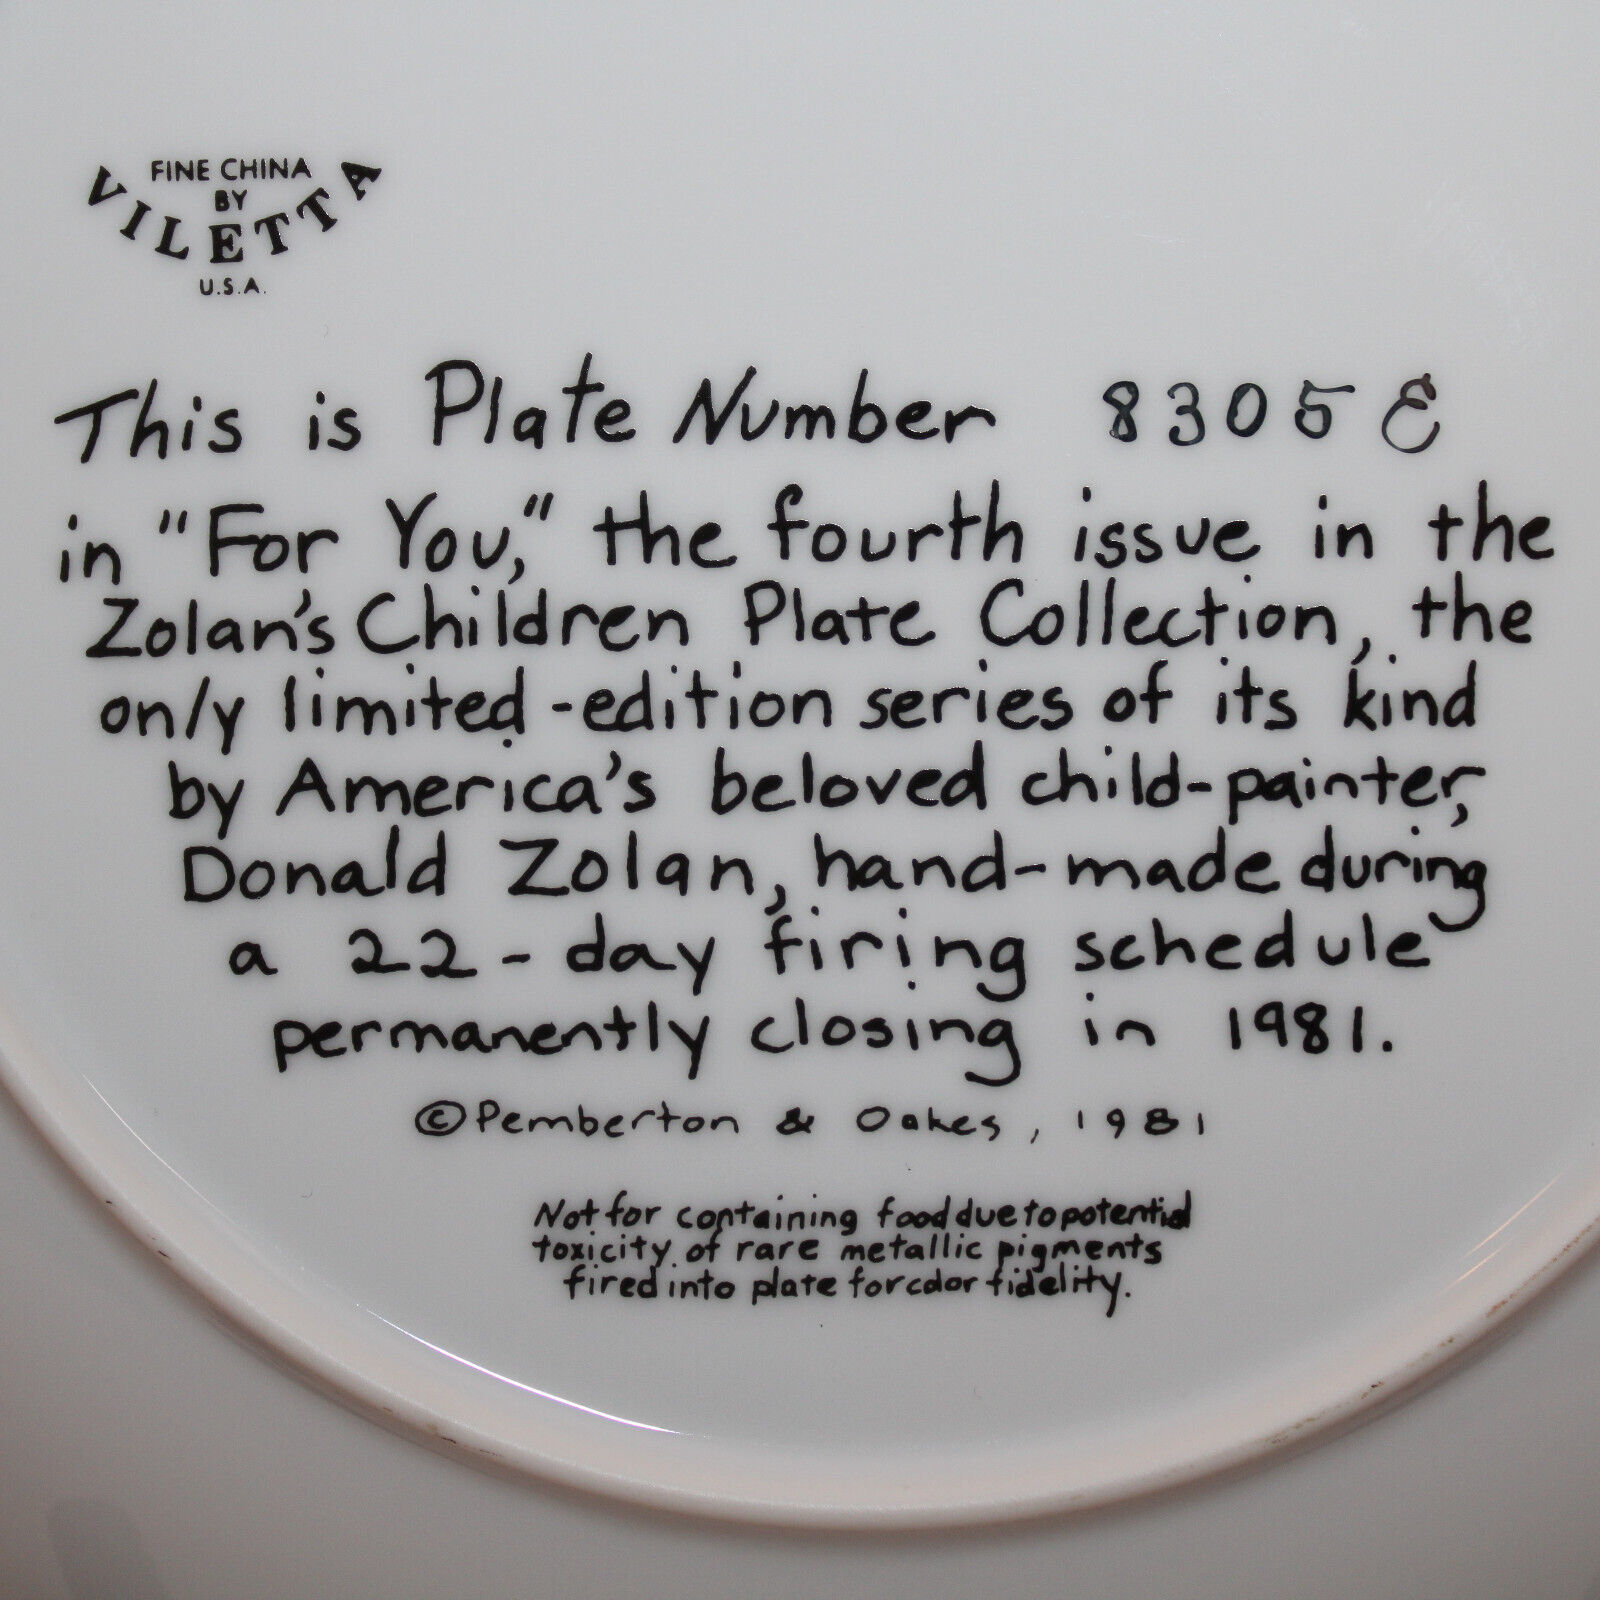 FINE CHINA
BY
VILETTA
U.S.A.
This is Plate Number 8305 E
in "For You," the fourth issue in the
Zolan's Children Plate Collection, the
only limited-edition series of its kind
by America's beloved child-painter,
Donald Zolan, hand-made during
a 22-day firing schedule
permanently closing in 1981.
© Pemberton & Oakes, 1981
Not for containing food due to potential
toxicity of rare metallic pigments
fired into plate for color fidelity.